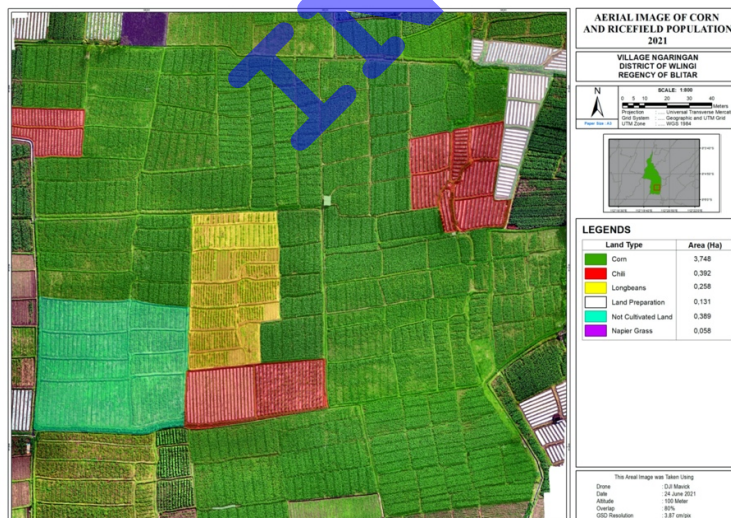 AERIAL IMAGE OF CORN
AND RICEFIELD POPULATION
2021
VILLAGE NGARINGAN
DISTRICT OF WLINGI
REGENCY OF BLITAR
N
SCALE: 1:800
0 5 10 20 30 40
Meters
Projection : Universal Transverse Mercat
Grid System : Geographic and UTM Grid
UTM Zone : WGS 1984
Paper Size : A3
LEGENDS
Land Type Area (Ha)
Corn 3,748
Chili 0,392
Longbeans 0,258
Land Preparation 0,131
Not Cultivated Land 0,389
Napier Grass 0,058
This Areal Image was Taken Using
Drone : DJI Mavick
Date : 24 June 2021
Altitude : 100 Meter
Overlap : 80%
GSD Resolution : 3.87 cm/pix